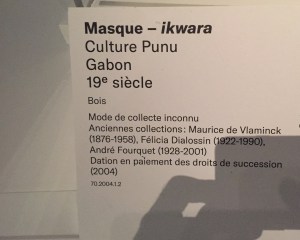 Masque – ikwara
Culture Punu
Gabon
19e siècle
Bois
Mode de collecte inconnu
Anciennes collections : Maurice de Vlaminck
(1876-1958), Félicia Dialossin (1922-1990),
André Fourquet (1928-2001)
Dation en paiement des droits de succession
(2004)
70.2004.1.2